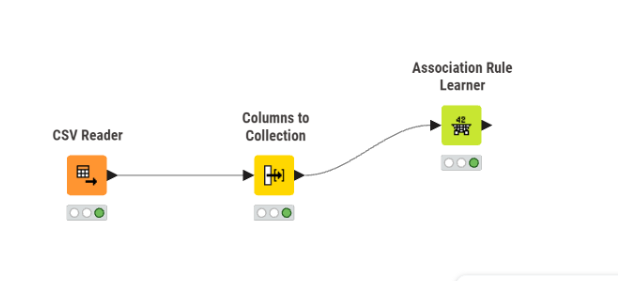 Association Rule
Learner
Columns to
Collection
CSV Reader
42